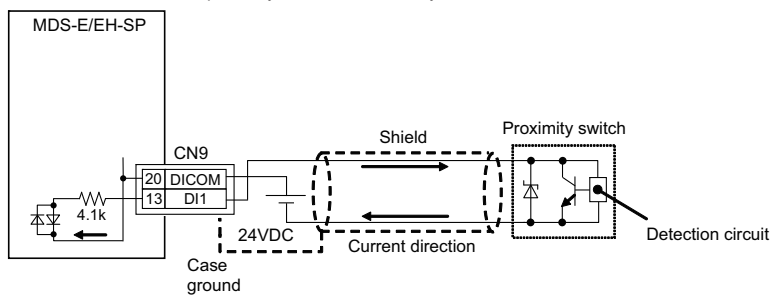 MDS-E/EH-SP
CN9
20 DICOM
13 DI1
4.1k
24VDC
Case
ground
Shield
Current direction
Proximity switch
Detection circuit